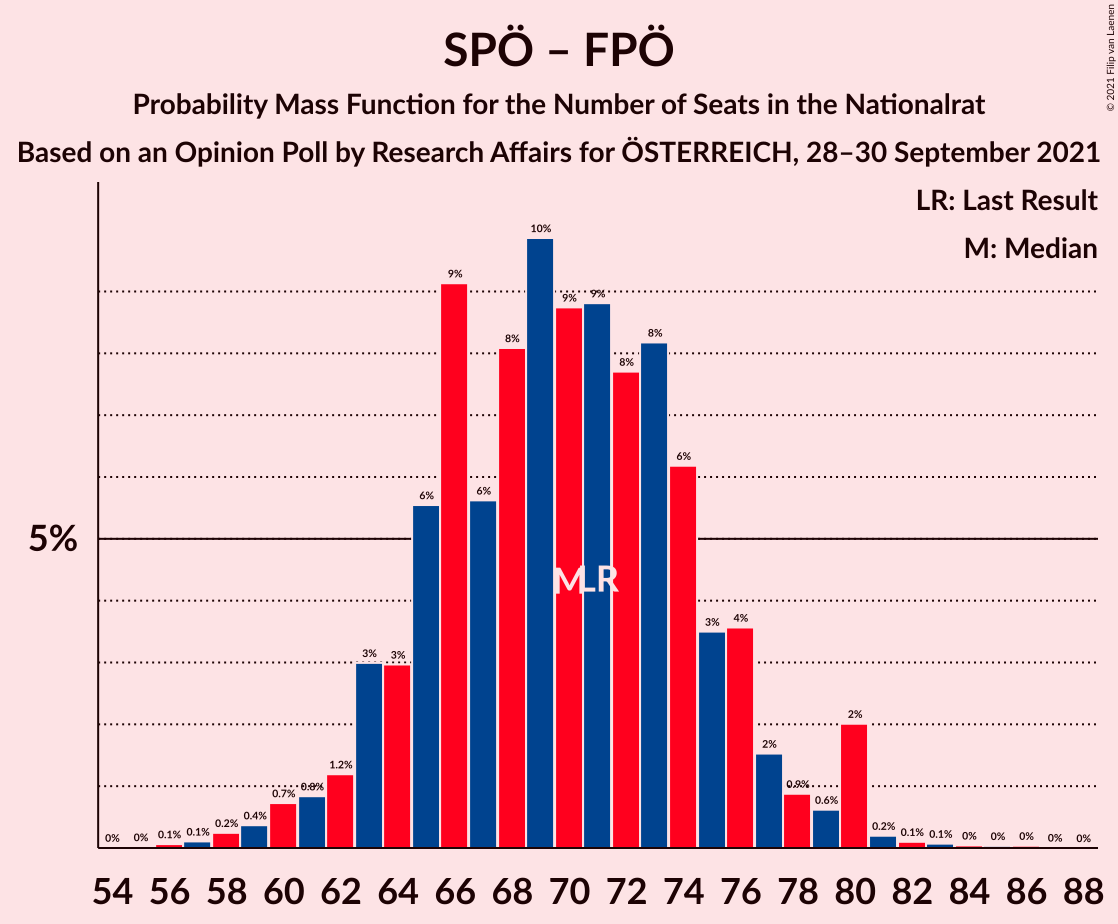 SPÖ – FPÖ
Probability Mass Function for the Number of Seats in the Nationalrat
Based on an Opinion Poll by Research Affairs for ÖSTERREICH, 28–30 September 2021
© 2021 Filip van Laenen
LR: Last Result
M: Median
5%
0% 0% 0.1% 0.1% 0.2% 0.4% 0.7% 0.8% 1.2% 3% 3% 6% 9% 6% 8% 10% 9% 9% 8% 8% 6% 3% 4% 2% 0.9% 0.6% 2% 0.2% 0.1% 0.1% 0% 0% 0% 0% 0%
M LR
54 56 58 60 62 64 66 68 70 72 74 76 78 80 82 84 86 88